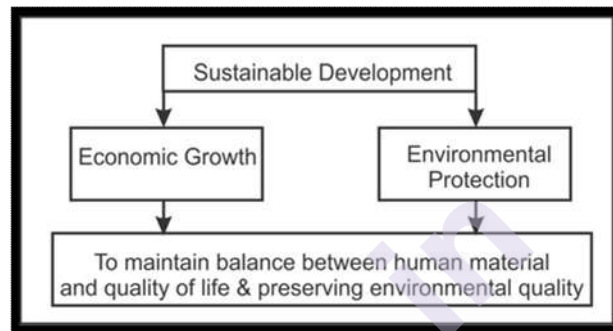 Sustainable Development
Economic Growth
Environmental
Protection
To maintain balance between human material
and quality of life & preserving environmental quality
in